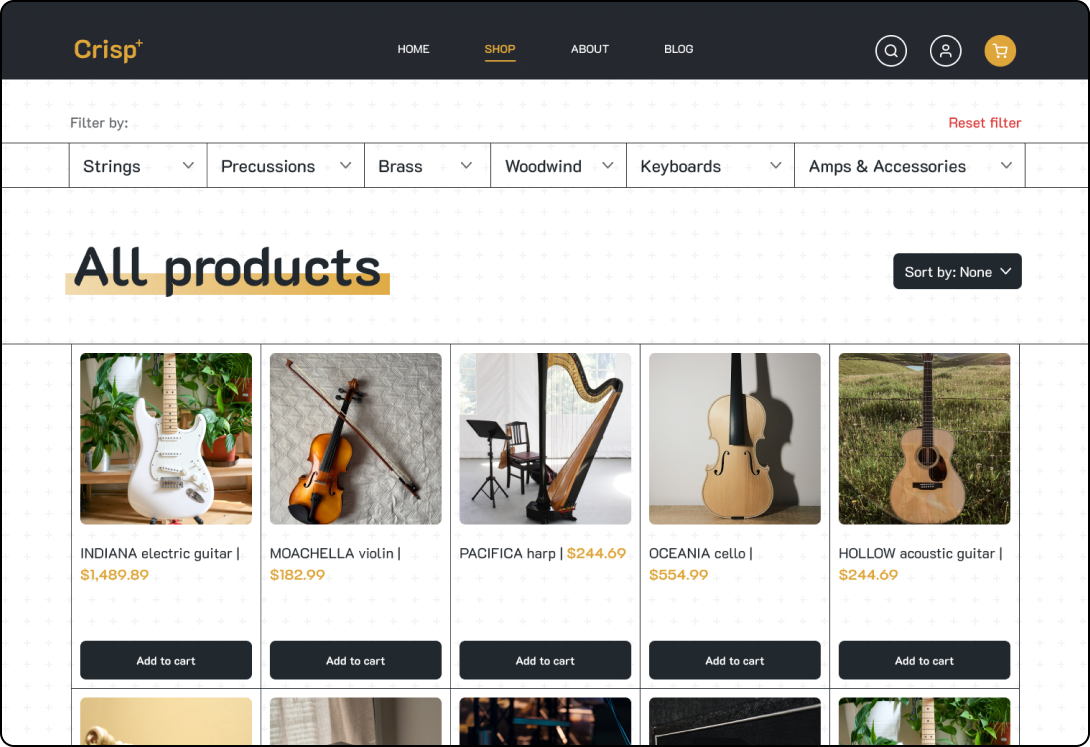 Crisp+
HOME SHOP ABOUT BLOG
Filter by:
Reset filter
Strings Precussions Brass Woodwind Keyboards Amps & Accessories
All products
Sort by: None
INDIANA electric guitar |
$1,489.89
MOACHELLA violin |
$182.99
PACIFICA harp | $244.69
OCEANIA cello |
$554.99
HOLLOW acoustic guitar |
$244.69
Add to cart
Add to cart
Add to cart
Add to cart
Add to cart